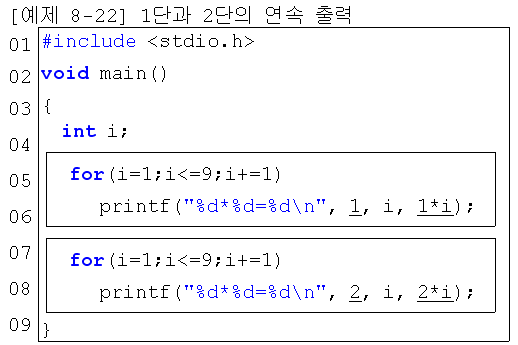 [예제 8-22] 1단과 2단의 연속 출력
01 #include <stdio.h>
02 void main()
03 {
04 int i;
05 for(i=1;i<=9;i+=1)
06 printf("%d*%d=%d\n", 1, i, 1*i);
07 for(i=1;i<=9;i+=1)
08 printf("%d*%d=%d\n", 2, i, 2*i);
09 }